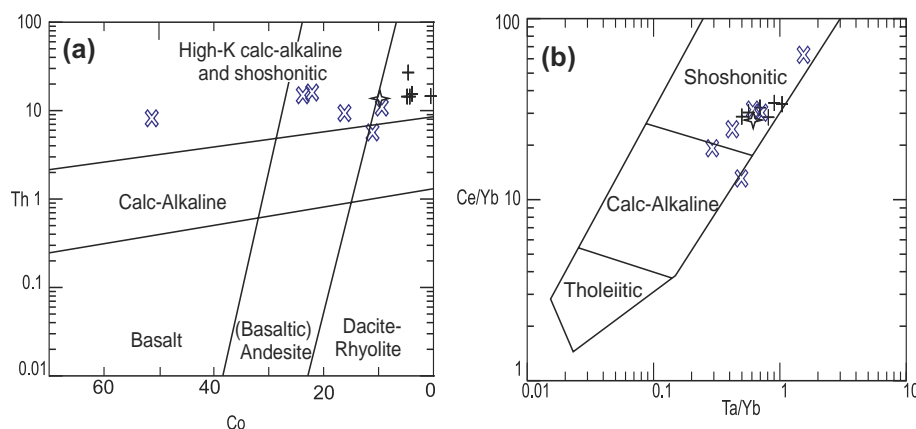 (a)
High-K calc-alkaline
and shoshonitic
Calc-Alkaline
Basalt
(Basaltic)
Andesite
Dacite-
Rhyolite
100
10
Th 1
0.1
0.01
60
40
20
0
Co
(b)
Shoshonitic
Calc-Alkaline
Tholeiitic
100
Ce/Yb 10
1
0.01
0.1
1
10
Ta/Yb